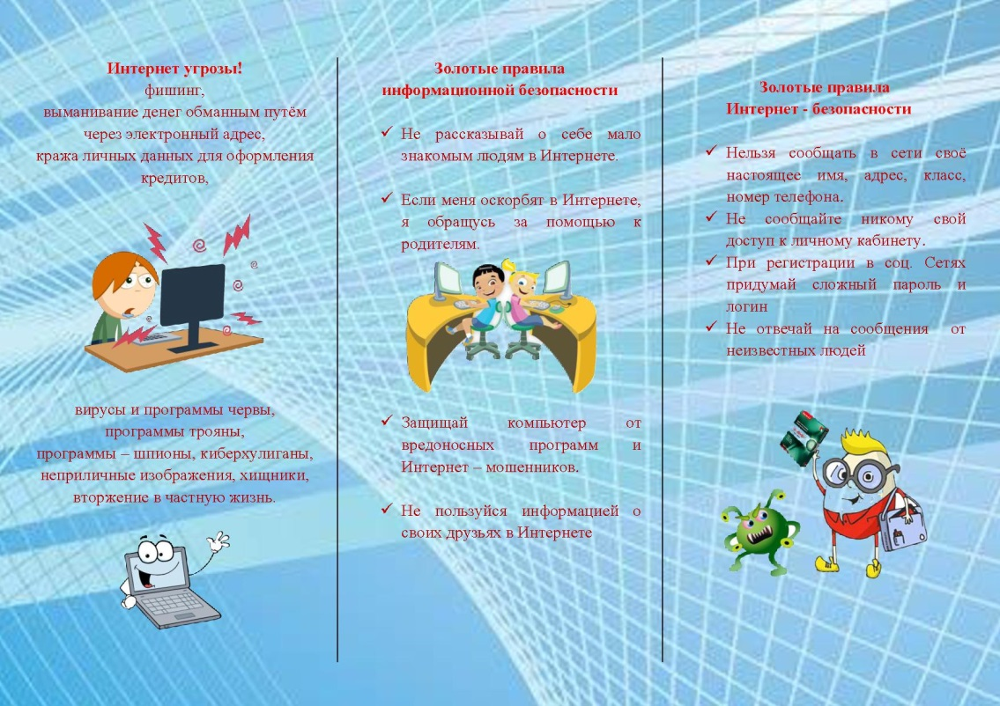 Интернет угрозы!
фишинг,
выманивание денег обманным путём
через электронный адрес,
кража личных данных для оформления
кредитов,
вирусы и программы червы,
программы трояны,
программы – шпионы, киберхулиганы,
неприличные изображения, хищники,
вторжение в частную жизнь.
Золотые правила
информационной безопасности
✓ Не рассказывай о себе мало
знакомым людям в Интернете.
✓ Если меня оскорбят в Интернете,
я обращусь за помощью к
родителям.
✓ Защищай компьютер от
вредоносных программ и
Интернет – мошенников.
✓ Не пользуйся информацией о
своих друзьях в Интернете
Золотые правила
Интернет - безопасности
✓ Нельзя сообщать в сети своё
настоящее имя, адрес, класс,
номер телефона.
✓ Не сообщайте никому свой
доступ к личному кабинету.
✓ При регистрации в соц. Сетях
придумай сложный пароль и
логин
✓ Не отвечай на сообщения от
неизвестных людей